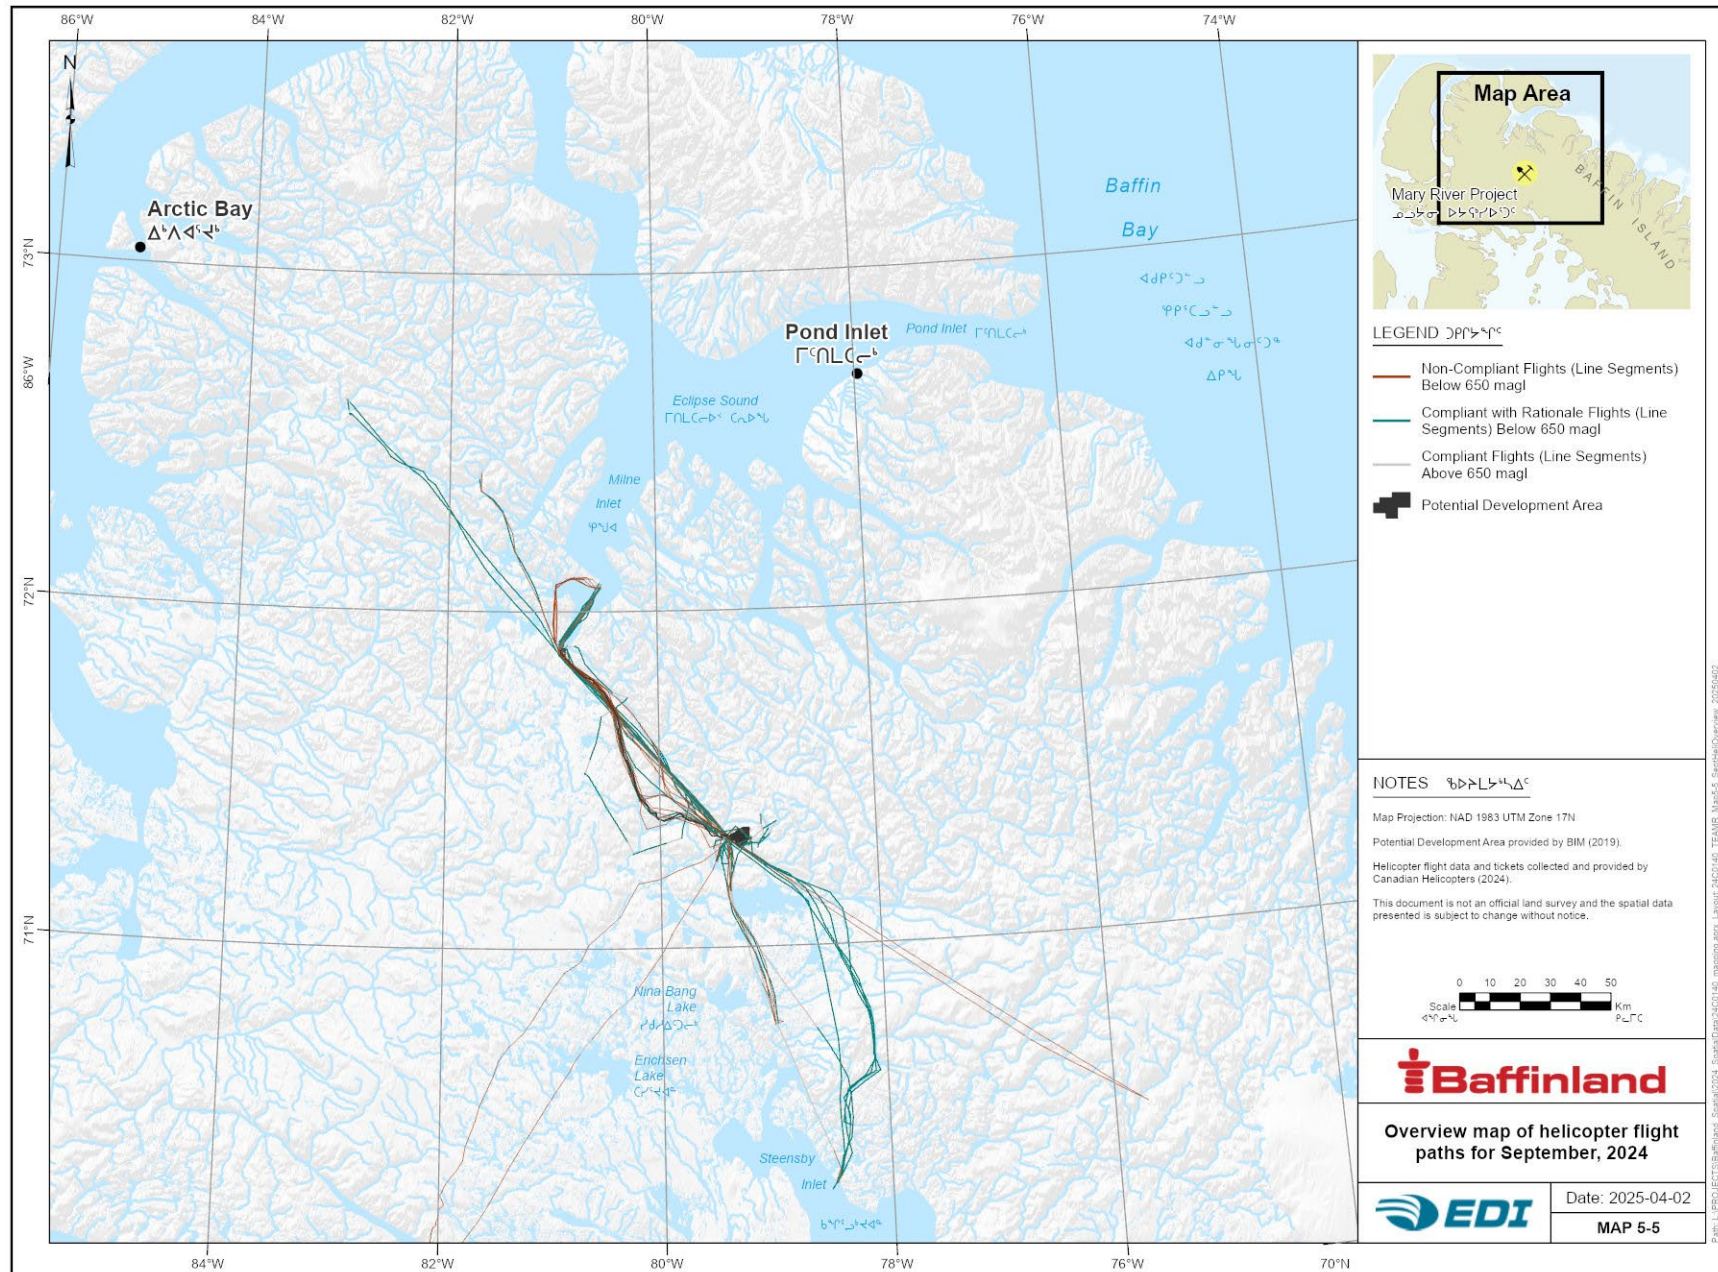 86°W 84°W 82°W 80°W 78°W 76°W 74°W
N
73°N
86°W
72°N
71°N
Arctic Bay
ᐃᒃᐱᐊᕐᔪᒃ
Baffin
Bay
Pond Inlet
ᒥᑦᑎᒪᑕᓕᒃ
Pond Inlet ᒥᑦᑎᒪᑕᓕᒃ
Eclipse Sound
Milne
Inlet
Nina Bang
Lake
Erichsen
Lake
Steensby
Inlet
84°W 82°W 80°W 78°W 76°W 70°N
Map Area
Mary River Project
BAFFIN ISLAND
LEGEND
Non-Compliant Flights (Line Segments)
Below 650 magl
Compliant with Rationale Flights (Line
Segments) Below 650 magl
Compliant Flights (Line Segments)
Above 650 magl
Potential Development Area
NOTES
Map Projection: NAD 1983 UTM Zone 17N
Potential Development Area provided by BIM (2019).
Helicopter flight data and tickets collected and provided by
Canadian Helicopters (2024).
This document is not an official land survey and the spatial data
presented is subject to change without notice.
0 10 20 30 40 50
Scale Km
Baffinland
Overview map of helicopter flight
paths for September, 2024
EDI
Date: 2025-04-02
MAP 5-5